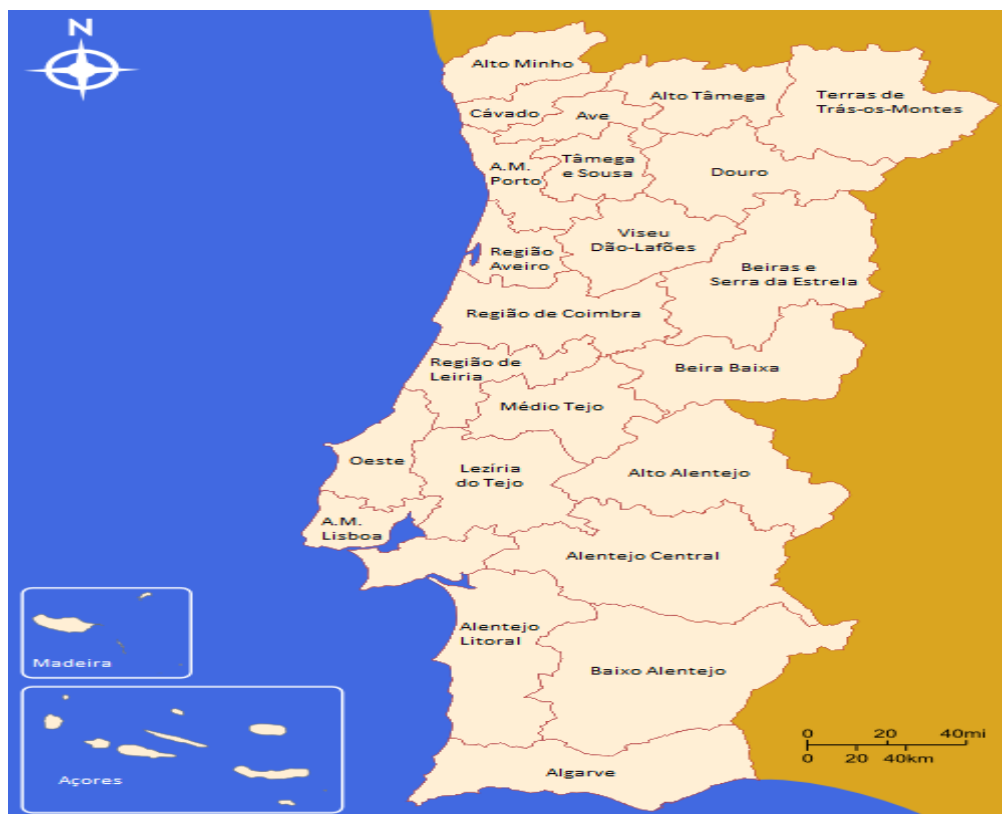 N
Alto Minho
Alto Tâmega
Terras de
Trás-os-Montes
Cávado
Ave
A.M.
Porto
Tâmega
e Sousa
Douro
Viseu
Dão-Lafões
Região
Aveiro
Beiras e
Serra da Estrela
Região de Coimbra
Região de
Leiria
Beira Baixa
Médio Tejo
Oeste
Lezíria
do Tejo
Alto Alentejo
A.M.
Lisboa
Alentejo Central
Alentejo
Litoral
Madeira
Baixo Alentejo
0 20 40mi
0 20 40km
Açores
Algarve